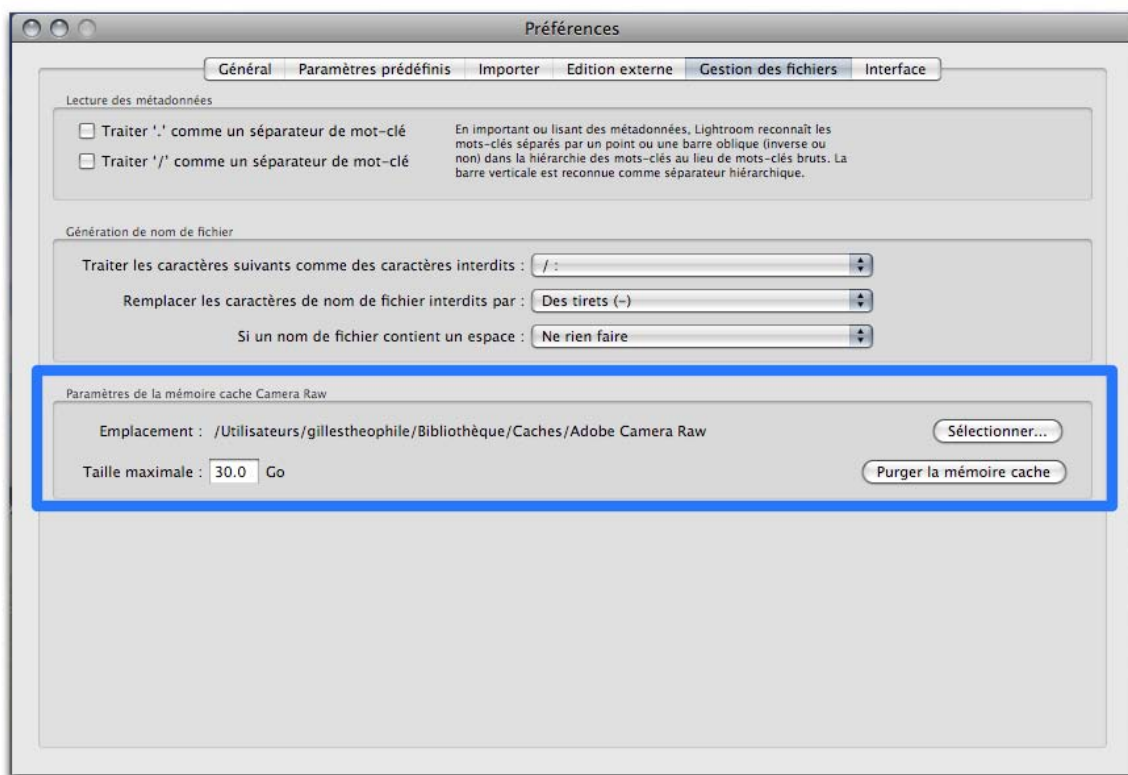 Préférences
Général Paramètres prédéfinis Importer Edition externe Gestion des fichiers Interface
Lecture des métadonnées
Traiter '.' comme un séparateur de mot-clé
Traiter '/' comme un séparateur de mot-clé
En important ou lisant des métadonnées, Lightroom reconnaît les
mots-clés séparés par un point ou une barre oblique (inverse ou
non) dans la hiérarchie des mots-clés au lieu de mots-clés bruts. La
barre verticale est reconnue comme séparateur hiérarchique.
Génération de nom de fichier
Traiter les caractères suivants comme des caractères interdits : / :
Remplacer les caractères de nom de fichier interdits par : Des tirets (-)
Si un nom de fichier contient un espace : Ne rien faire
Paramètres de la mémoire cache Camera Raw
Emplacement : /Utilisateurs/gillestheophile/Bibliothèque/Caches/Adobe Camera Raw Sélectionner...
Taille maximale : 30.0 Go Purger la mémoire cache